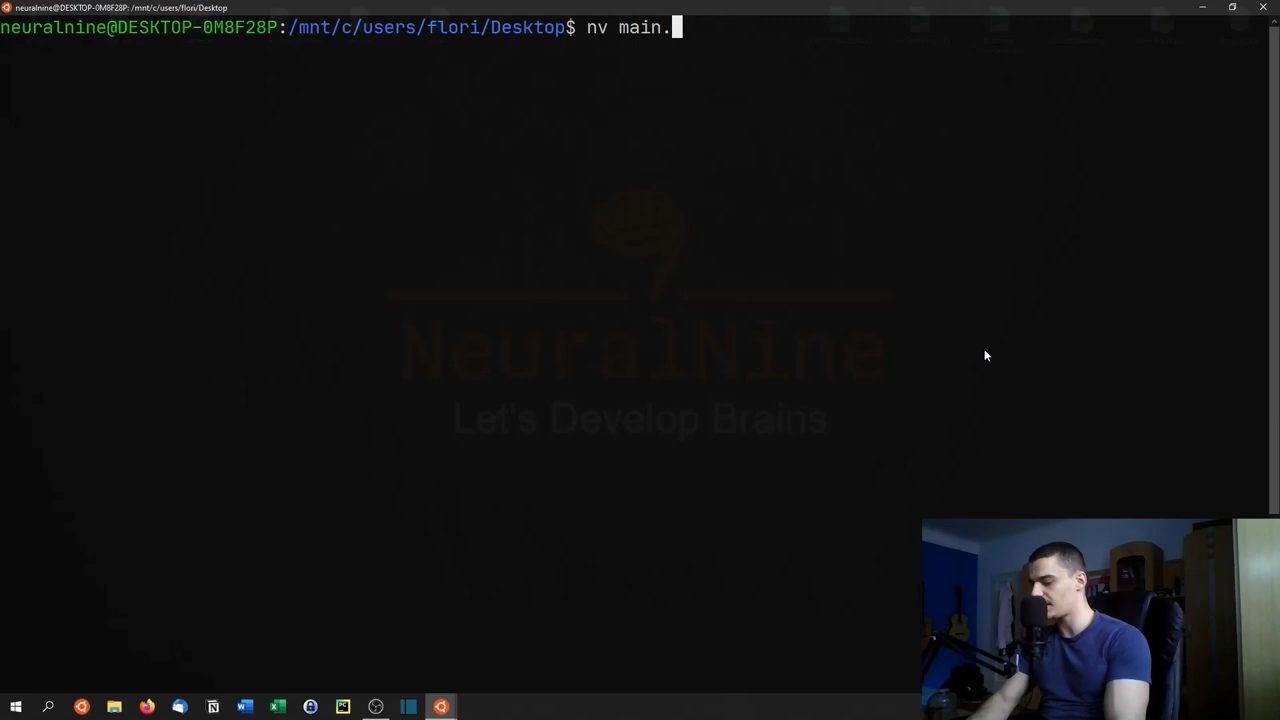 neuralnine@DESKTOP-0M8F28P: /mnt/c/users/flori/Desktop
neuralnine@DESKTOP-0M8F28P:/mnt/c/users/flori/Desktop$ nv main.
NeuralNine
Let's Develop Brains